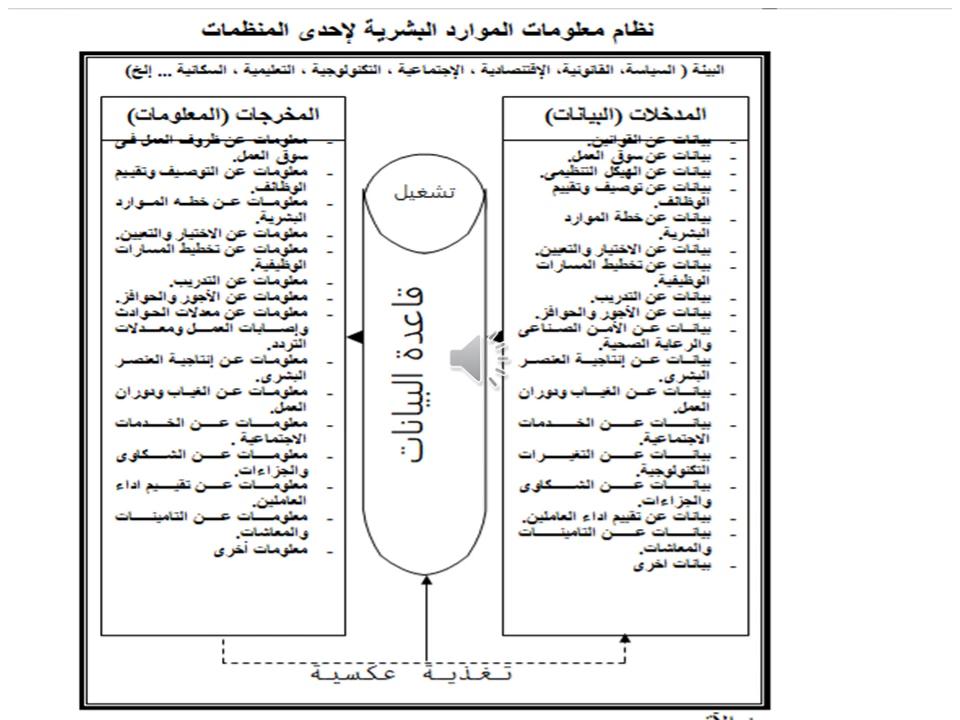 نظام معلومات الموارد البشرية لإحدى المنظمات
البيئة ( السياسة، القانونية، الإقتصادية ، الإجتماعية ، التكنولوجية ، التعليمية ، السكانية ... إلخ)
المدخلات (البيانات)
- بيانات عن القوانين.
- بيانات عن سوق العمل.
- بيانات عن الهيكل التنظيمى.
- بيانات عن توصيف وتقييم
الوظائف.
- بيانات عن خطة الموارد
البشرية.
- بيانات عن الاختيار والتعيين.
- بيانات عن تخطيط المسارات
الوظيفية.
- بيانات عن التدريب.
- بيانات عن الأجور والحوافز.
- بيانات عن الأمن الصناعى
والرعاية الصحية.
- بيانات عن إنتاجية العنصر
البشرى.
- بيانات عن الغياب ودوران
العمل.
- بيانات عن الخدمات
الاجتماعية.
- بيانات عن التغيرات
التكنولوجية.
- بيانات عن الشكاوى
والجزاءات.
- بيانات عن تقييم اداء العاملين.
- بيانات عن التامينات
والمعاشات.
- بيانات اخرى
تشغيل
قاعدة البيانات
المخرجات (المعلومات)
- معلومات عن ظروف العمل فى
سوق العمل.
- معلومات عن التوصيف وتقييم
الوظائف.
- معلومات عن خطه الموارد
البشرية.
- معلومات عن الاختيار والتعيين.
- معلومات عن تخطيط المسارات
الوظيفية.
- معلومات عن التدريب.
- معلومات عن الأجور والحوافز.
- معلومات عن معدلات الحوادث
وإصابات العمل ومعدلات
التردد.
- معلومات عن إنتاجية العنصر
البشرى.
- معلومات عن الغياب ودوران
العمل.
- معلومات عن الخدمات
الاجتماعية .
- معلومات عن الشكاوى
والجزاءات.
- معلومات عن تقييم اداء
العاملين.
- معلومات عن التامينات
والمعاشات.
- معلومات أخرى
تغذية عكسية